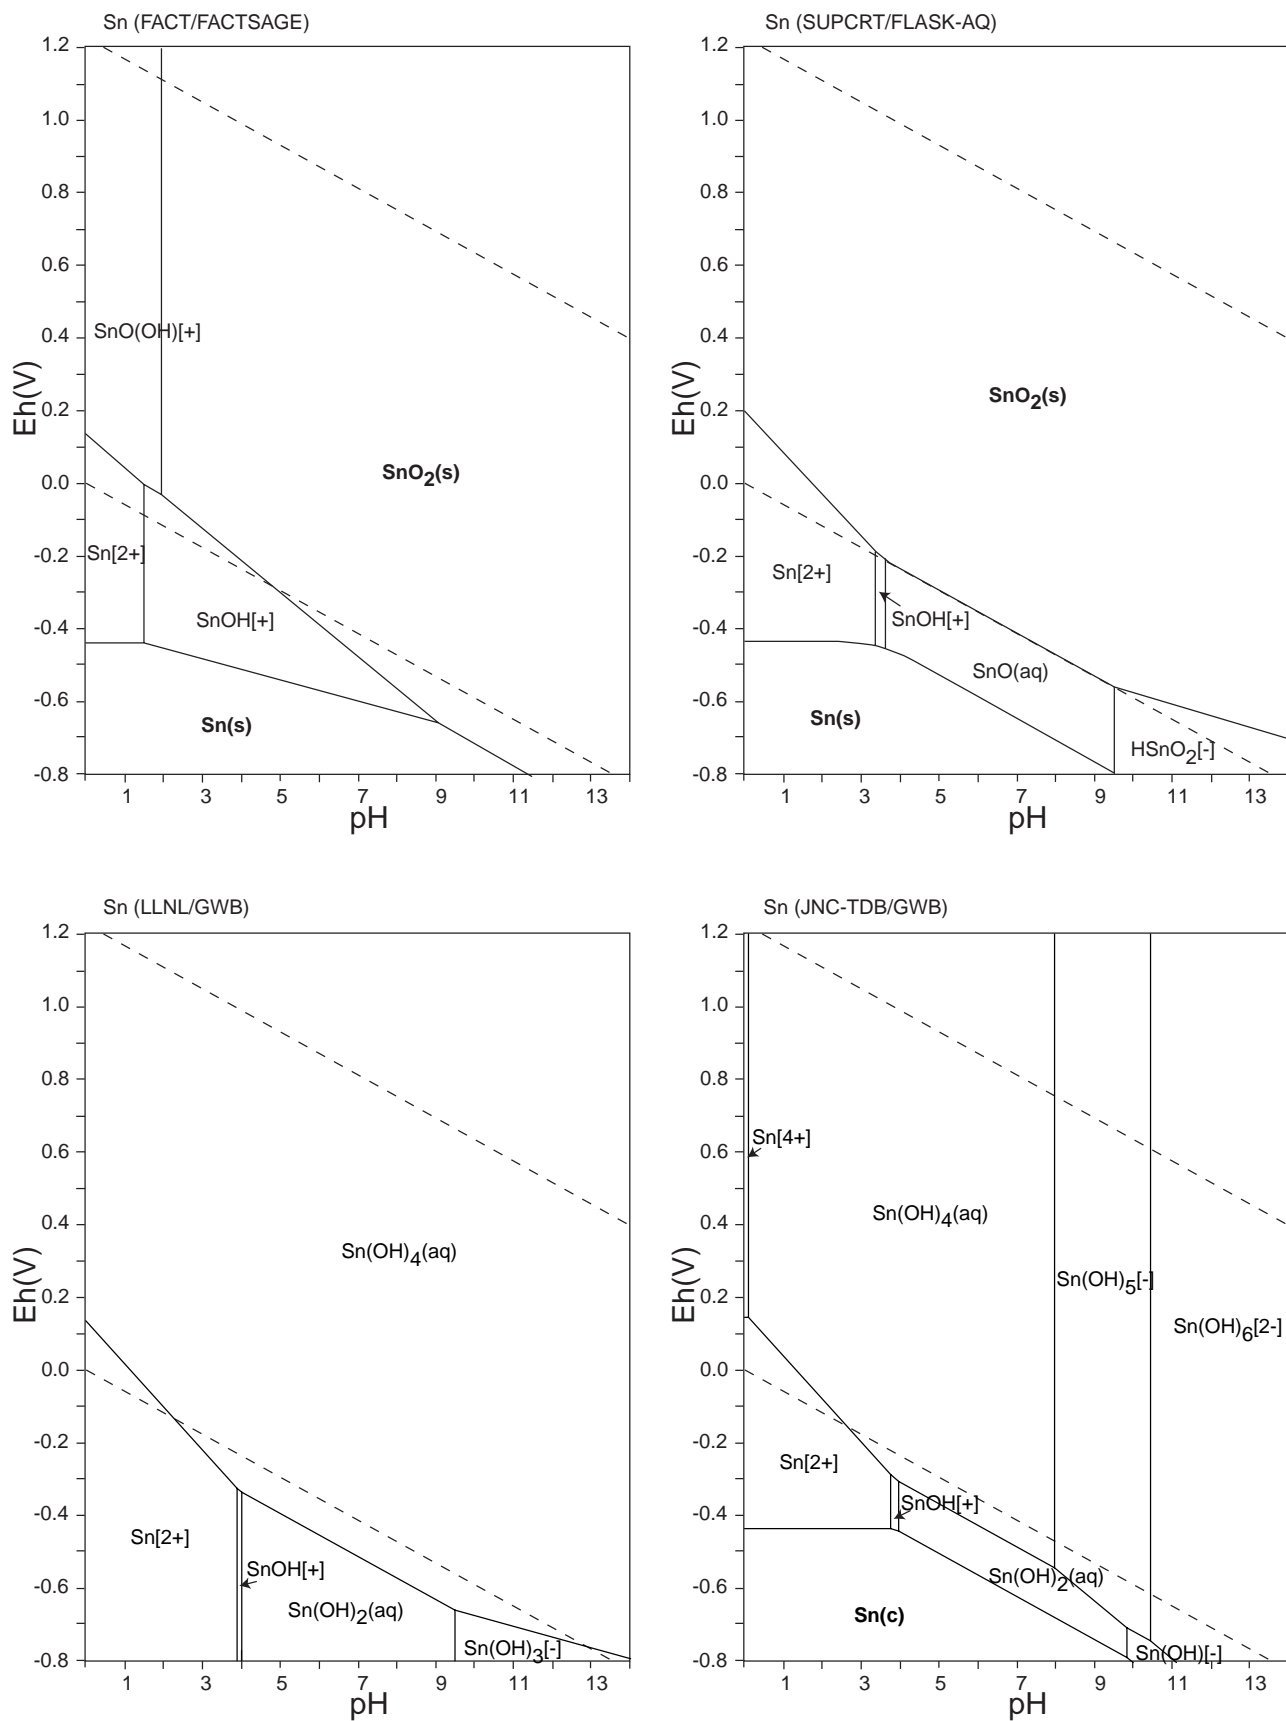 Sn (FACT/FACTSAGE)
1.2
1.0
0.8
0.6
0.4
0.2
0.0
-0.2
-0.4
-0.6
-0.8
Eh(V)
SnO(OH)[+]
SnO2(s)
Sn[2+]
SnOH[+]
Sn(s)
1 3 5 7 9 11 13
pH
Sn (SUPCRT/FLASK-AQ)
1.2
1.0
0.8
0.6
0.4
0.2
0.0
-0.2
-0.4
-0.6
-0.8
Eh(V)
SnO2(s)
Sn[2+]
SnOH[+]
SnO(aq)
Sn(s)
HSnO2[-]
1 3 5 7 9 11 13
pH
Sn (LLNL/GWB)
1.2
1.0
0.8
0.6
0.4
0.2
0.0
-0.2
-0.4
-0.6
-0.8
Eh(V)
Sn(OH)4(aq)
Sn[2+]
SnOH[+]
Sn(OH)2(aq)
Sn(OH)3[-]
1 3 5 7 9 11 13
pH
Sn (JNC-TDB/GWB)
1.2
1.0
0.8
0.6
0.4
0.2
0.0
-0.2
-0.4
-0.6
-0.8
Eh(V)
Sn[4+]
Sn(OH)4(aq)
Sn(OH)5[-]
Sn(OH)6[2-]
Sn[2+]
SnOH[+]
Sn(OH)2(aq)
Sn(c)
Sn(OH)[-]
1 3 5 7 9 11 13
pH